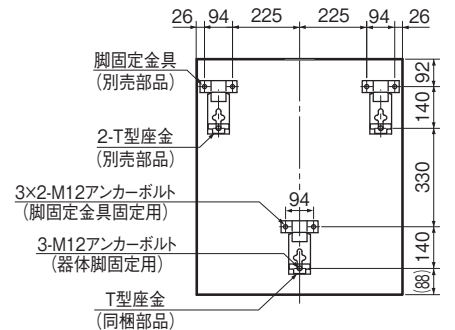 26 94 225 225 94 26
脚固定金具
(別売部品)
92
140
2-T型座金
(別売部品)
330
3×2-M12アンカーボルト
(脚固定金具固定用)
94
3-M12アンカーボルト
(器体脚固定用)
140
T型座金
(同梱部品)
(88)